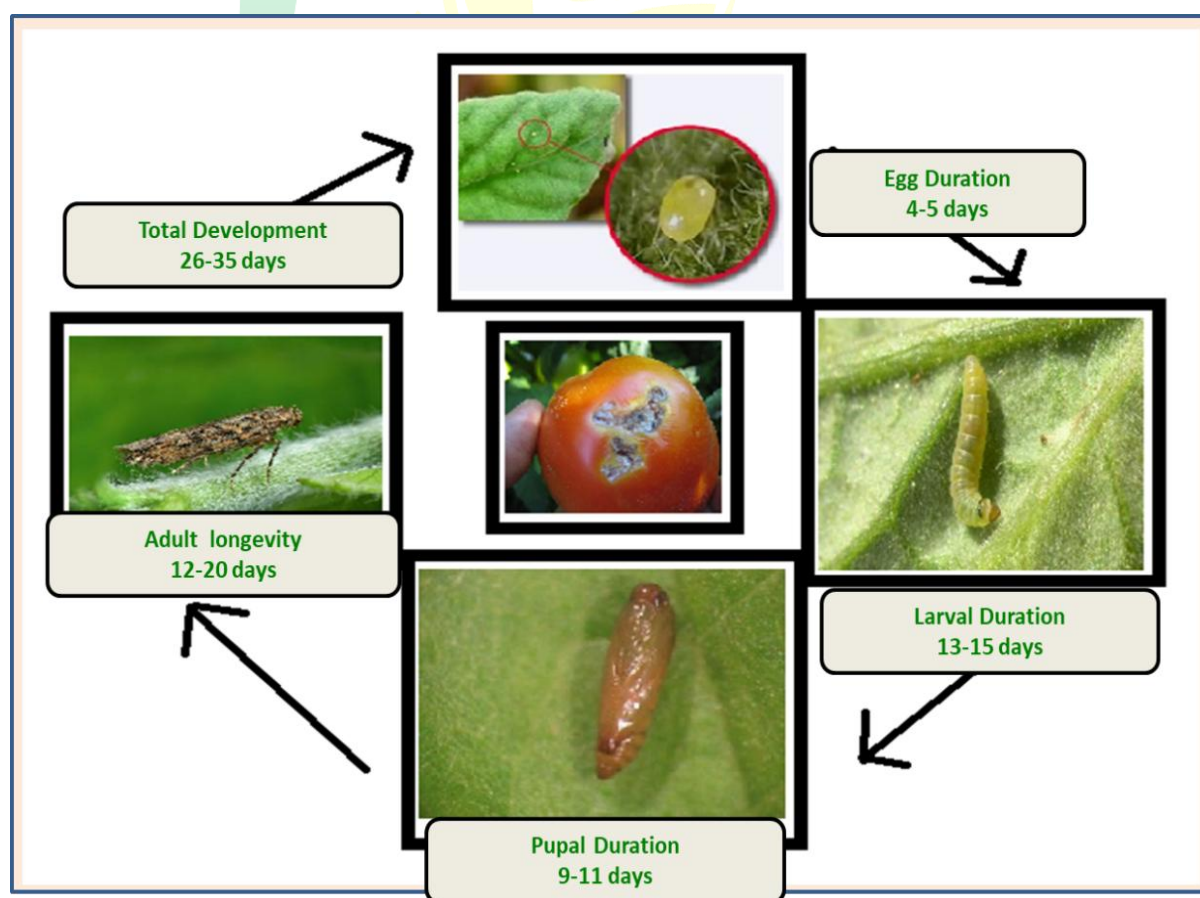 Egg Duration
4-5 days
Total Development
26-35 days
Adult longevity
12-20 days
Larval Duration
13-15 days
Pupal Duration
9-11 days